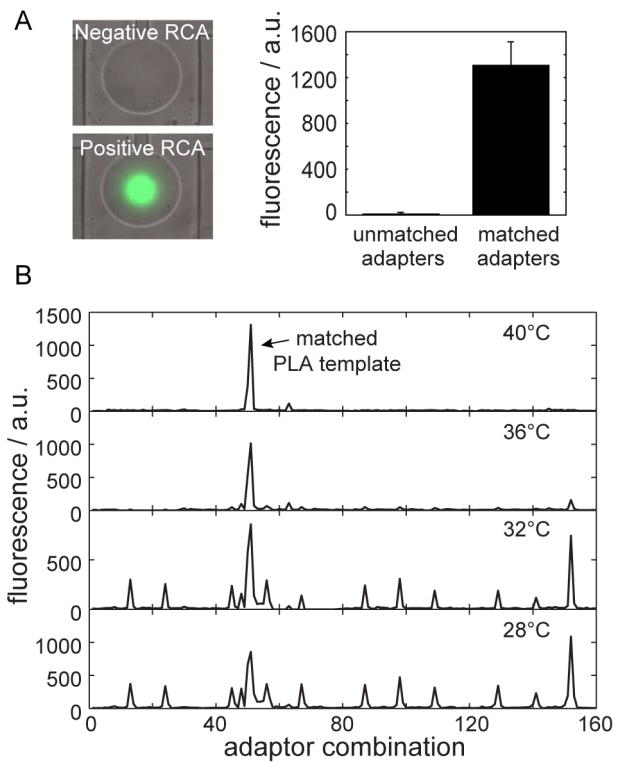 A
Negative RCA
Positive RCA
fluorescence / a.u.
1600
1200
800
400
0
unmatched
adapters
matched
adapters
B
fluorescence / a.u.
1500
1000
500
0
40°C
matched
PLA template
1000
500
0
36°C
500
0
32°C
1000
500
0
28°C
0
40
80
120
160
adaptor combination